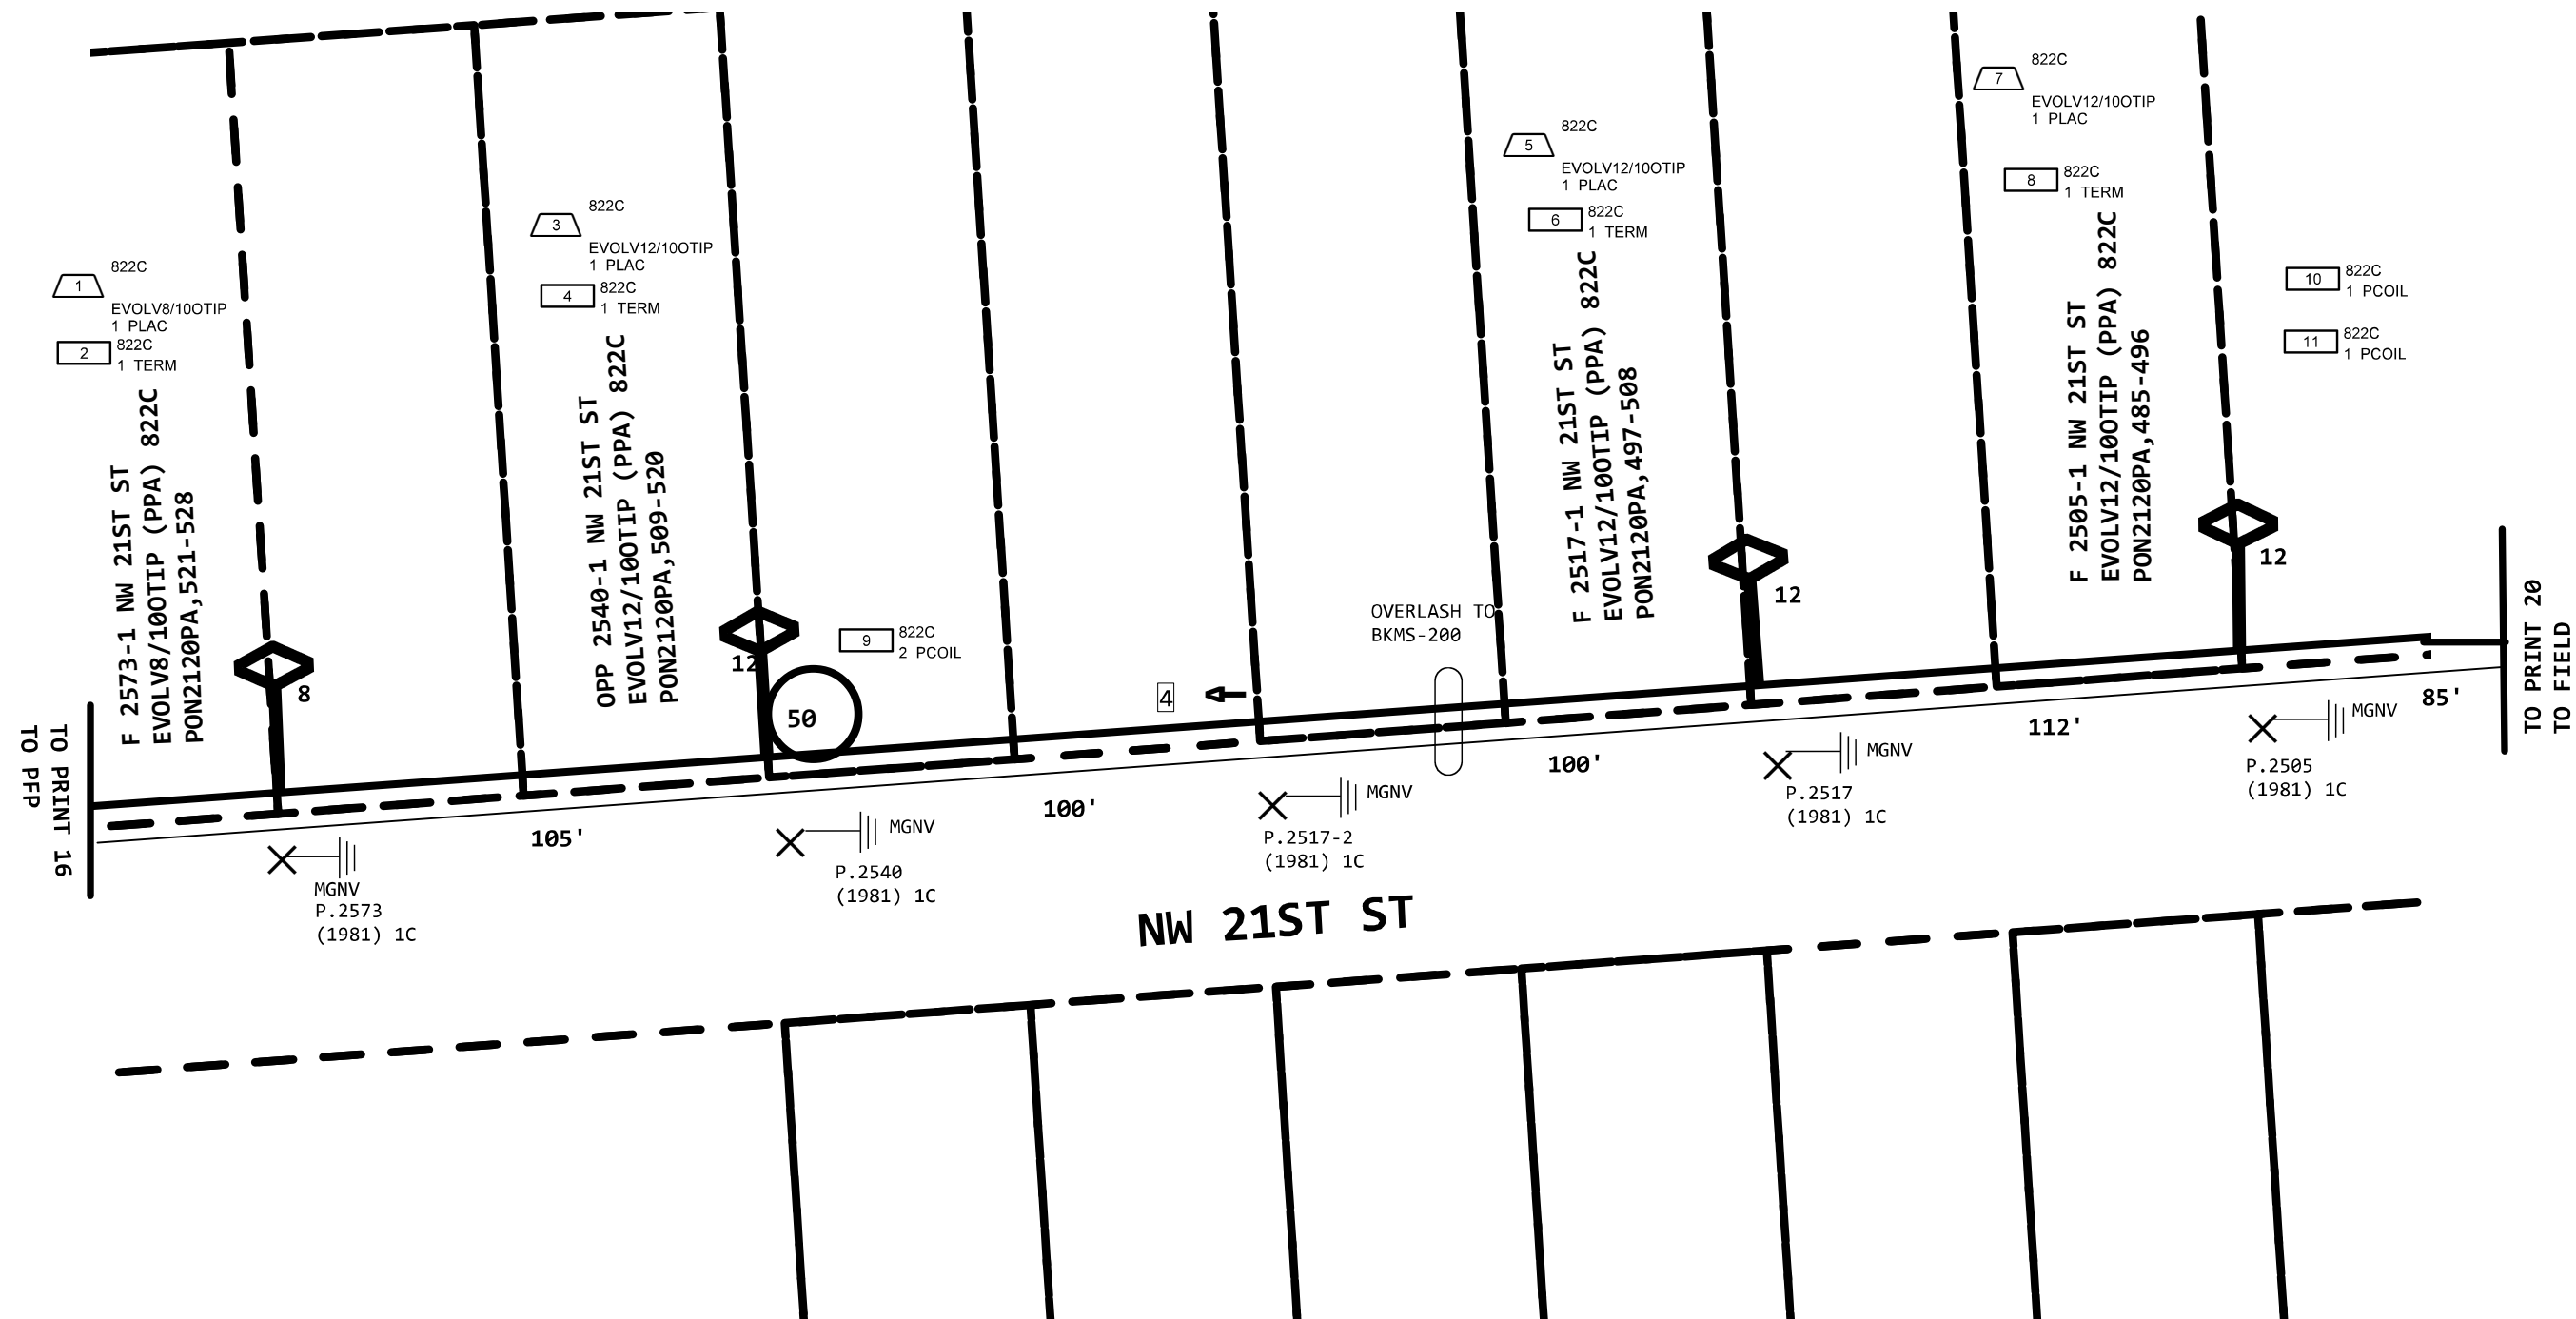 1
822C
EVOLV8/10OTIP
1 PLAC
2
822C
1 TERM
F 2573-1 NW 21ST ST
EVOLV8/10OTIP (PPA) 822C
PON2120PA,521-528
8
3
822C
EVOLV12/10OTIP
1 PLAC
4
822C
1 TERM
OPP 2540-1 NW 21ST ST
EVOLV12/10OTIP (PPA) 822C
PON2120PA,509-520
12
50
9
822C
2 PCOIL
4
OVERLASH TO
BKMS-200
5
822C
EVOLV12/10OTIP
1 PLAC
6
822C
1 TERM
F 2517-1 NW 21ST ST
EVOLV12/10OTIP (PPA) 822C
PON2120PA,497-508
12
7
822C
EVOLV12/10OTIP
1 PLAC
8
822C
1 TERM
F 2505-1 NW 21ST ST
EVOLV12/10OTIP (PPA) 822C
PON2120PA,485-496
12
10
822C
1 PCOIL
11
822C
1 PCOIL
TO PRINT 20
TO FIELD
TO PRINT 16
TO PFP
105'
100'
100'
112'
85'
MGNV
P.2573
(1981) 1C
MGNV
P.2540
(1981) 1C
MGNV
P.2517-2
(1981) 1C
MGNV
P.2517
(1981) 1C
MGNV
P.2505
(1981) 1C
NW 21ST ST